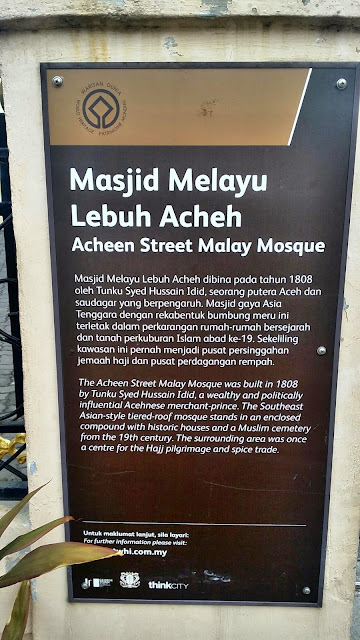 WARISAN DUNIA
Masjid Melayu
Lebuh Acheh
Acheen Street Malay Mosque
Masjid Melayu Lebuh Acheh dibina pada tahun 1808
oleh Tunku Syed Hussain Idid, seorang putera Aceh dan
saudagar yang berpengaruh. Masjid gaya Asia
Tenggara dengan rekabentuk bumbung meru ini
terletak dalam perkarangan rumah-rumah bersejarah
dan tanah perkuburan Islam abad ke-19. Sekeliling
kawasan ini pernah menjadi pusat persinggahan
jemaah haji dan pusat perdagangan rempah.
The Acheen Street Malay Mosque was built in 1808
by Tunku Syed Hussain Idid, a wealthy and politically
influential Acehnese merchant-prince. The Southeast
Asian-style tiered-roof mosque stands in an enclosed
compound with historic houses and a Muslim cemetery
from the 19th century. The surrounding area was once
a centre for the Hajj pilgrimage and spice trade.
Untuk maklumat lanjut, sila layari:
For further information please visit:
whi.com.my
thinkCITY